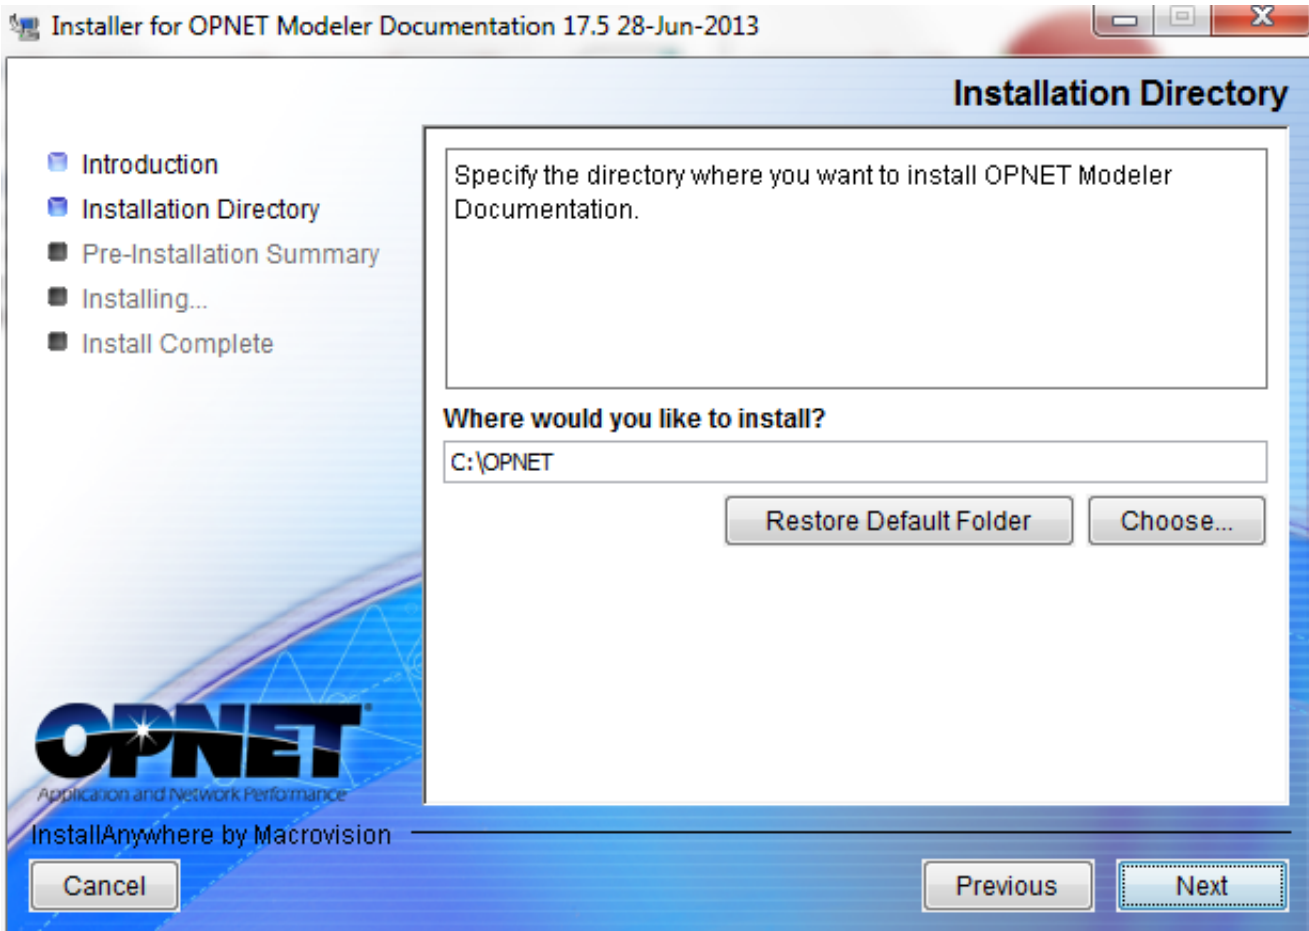 Installer for OPNET Modeler Documentation 17.5 28-Jun-2013
Installation Directory
Introduction
Installation Directory
Pre-Installation Summary
Installing...
Install Complete
Specify the directory where you want to install OPNET Modeler
Documentation.
Where would you like to install?
C:\OPNET
Restore Default Folder
Choose...
OPNET
Application and Network Performance
InstallAnywhere by Macrovision
Cancel
Previous
Next